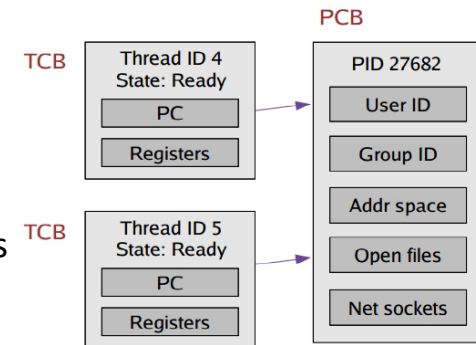 PCB
TCB
Thread ID 4
State: Ready
PC
Registers
PID 27682
User ID
Group ID
Addr space
Open files
Net sockets
s
TCB
Thread ID 5
State: Ready
PC
Registers